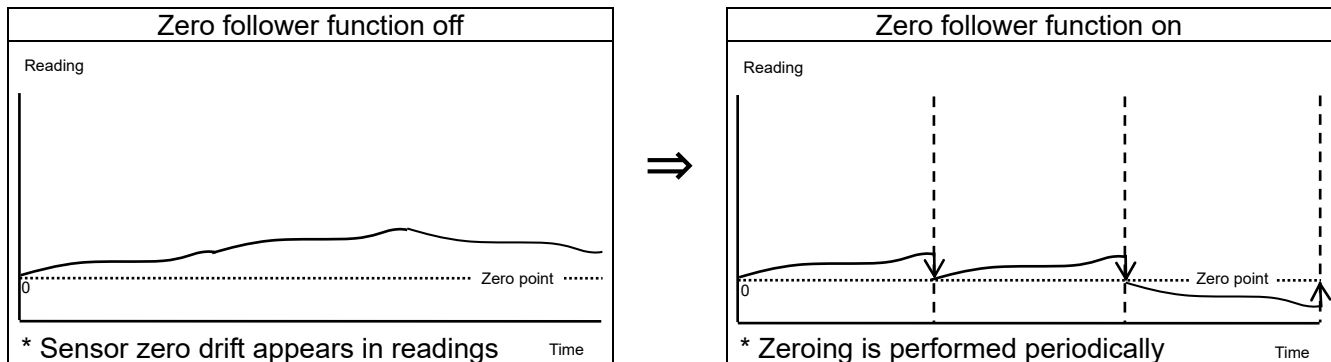 Zero follower function off
Reading
Zero point
0
* Sensor zero drift appears in readings
Time
⇒
Zero follower function on
Reading
Zero point
0
* Zeroing is performed periodically
Time